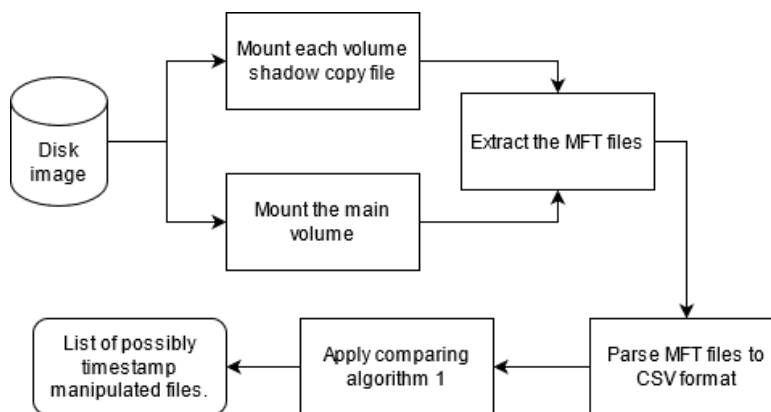 Mount each volume
shadow copy file
Disk
image
Extract the MFT files
Mount the main
volume
List of possibly
timestamp
manipulated files.
Apply comparing
algorithm 1
Parse MFT files to
CSV format